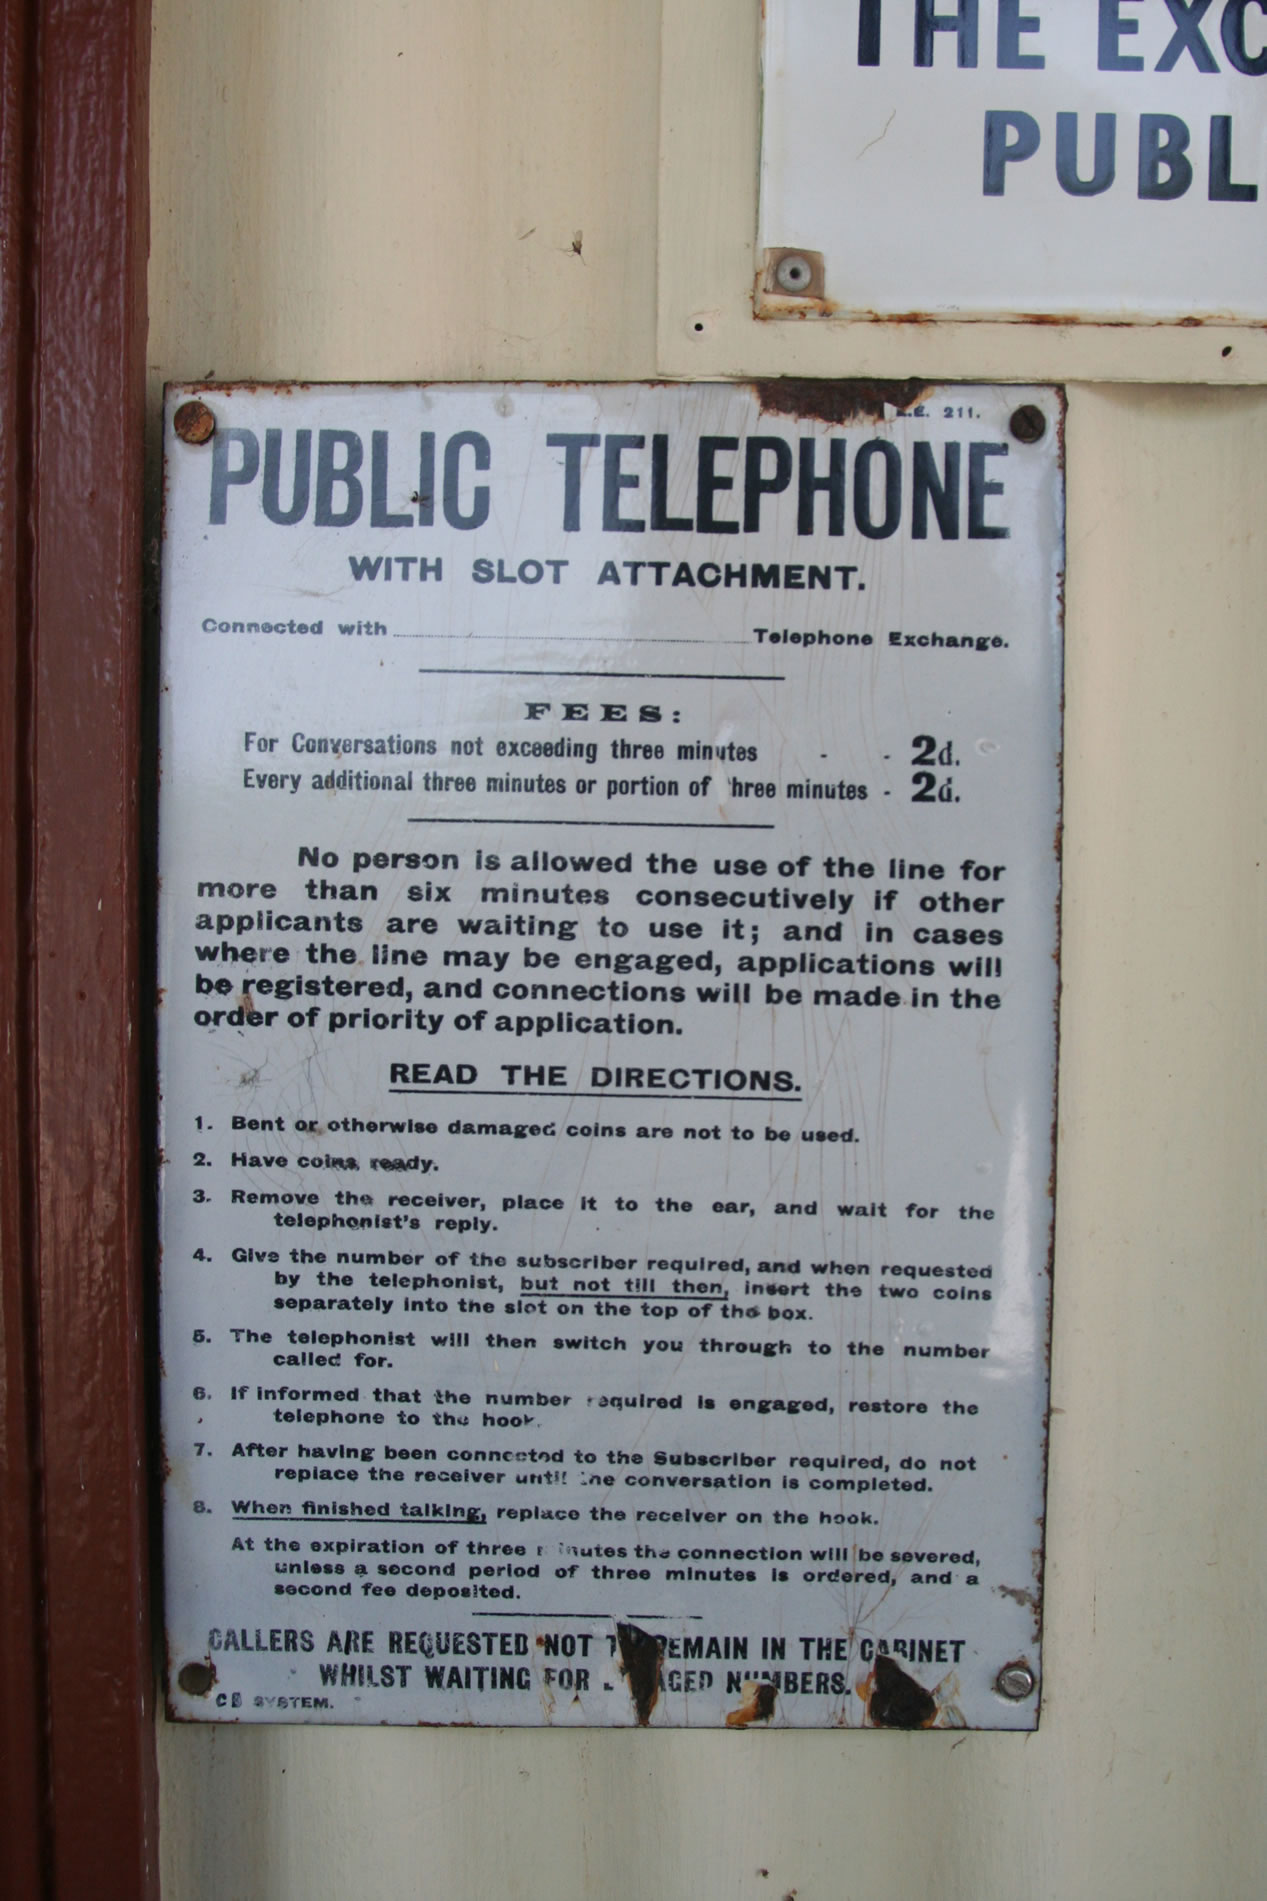 THE EXC
PUBL
E. 211.
PUBLIC TELEPHONE
WITH SLOT ATTACHMENT.
Connected with Telephone Exchange.
FEES:
For Conversations not exceeding three minutes - - 2d.
Every additional three minutes or portion of three minutes - 2d.
No person is allowed the use of the line for
more than six minutes consecutively if other
applicants are waiting to use it; and in cases
where the line may be engaged, applications will
be registered, and connections will be made in the
order of priority of application.
READ THE DIRECTIONS.
1. Bent or otherwise damaged coins are not to be used.
2. Have coins ready.
3. Remove the receiver, place it to the ear, and wait for the
telephonist's reply.
4. Give the number of the subscriber required, and when requested
by the telephonist, but not till then, insert the two coins
separately into the slot on the top of the box.
5. The telephonist will then switch you through to the number
called for.
6. If informed that the number required is engaged, restore the
telephone to the hook.
7. After having been connected to the Subscriber required, do not
replace the receiver until the conversation is completed.
8. When finished talking, replace the receiver on the hook.
At the expiration of three minutes the connection will be severed,
unless a second period of three minutes is ordered, and a
second fee deposited.
CALLERS ARE REQUESTED NOT REMAIN IN THE CABINET
WHILST WAITING FOR NUMBERS.
CB SYSTEM.